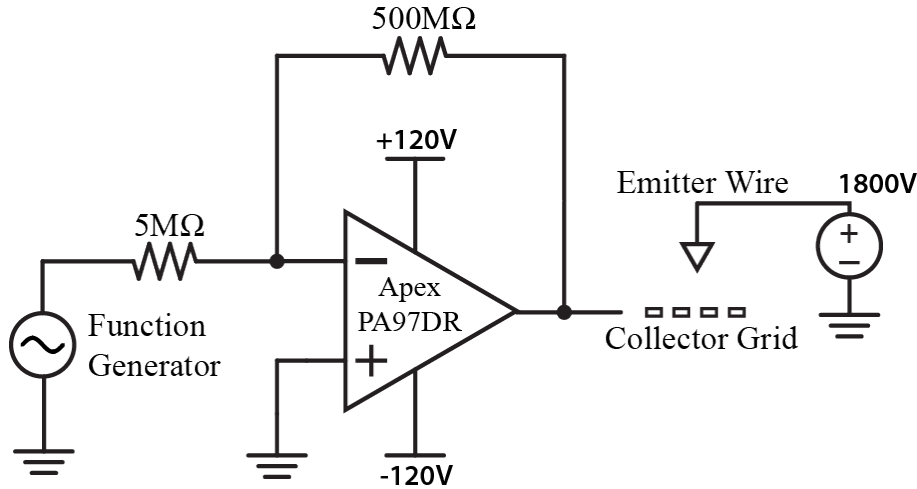 500MΩ
+120V
Emitter Wire
1800V
5MΩ
Apex
PA97DR
Function
Generator
Collector Grid
-120V